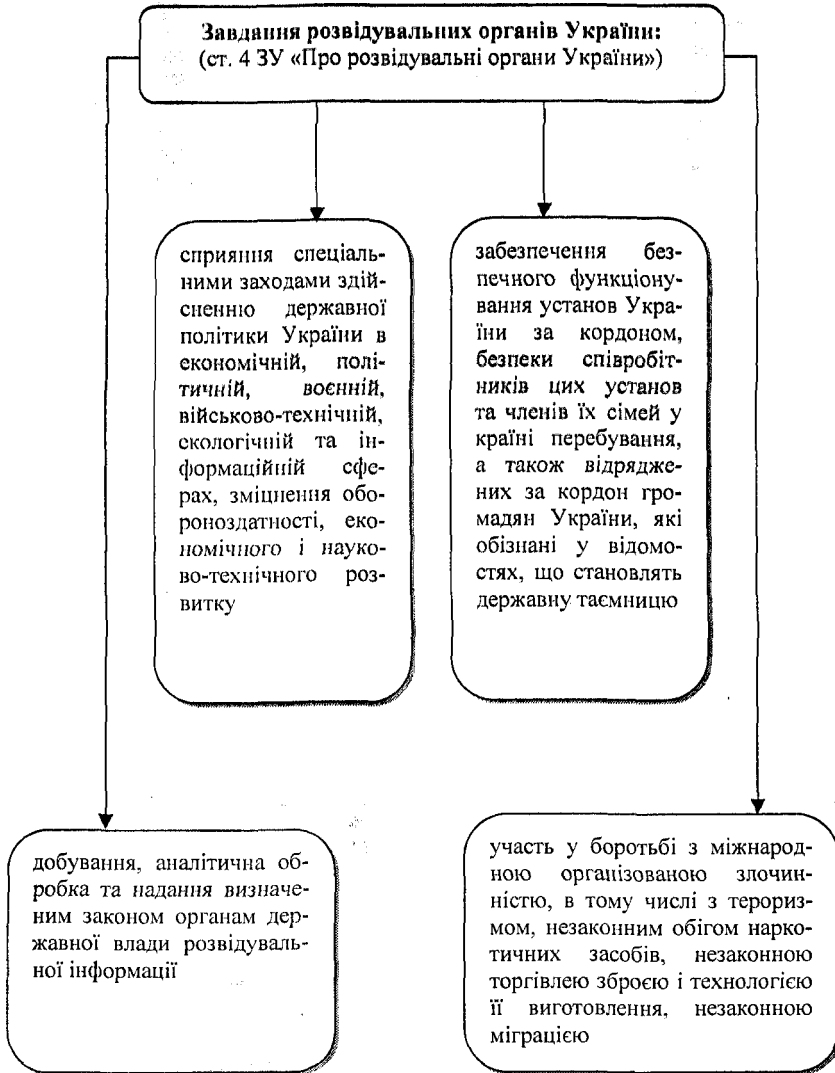 Завдання розвідувальних органів України:
(ст. 4 ЗУ «Про розвідувальні органи України»)
сприяння спеціаль-
ними заходами здій-
сненню державної
політики України в
економічній, полі-
тичній, воєнній,
військово-технічній,
екологічній та ін-
формаційній сфе-
рах, зміцнення обо-
роноздатності, еко-
номічного і науко-
во-технічного роз-
витку
забезпечення без-
печного функціону-
вання установ Укра-
їни за кордоном,
безпеки співробіт-
ників цих установ
та членів їх сімей у
країні перебування,
а також відрядже-
них за кордон гро-
мадян України, які
обізнані у відомо-
стях, що становлять
державну таємницю
добування, аналітична об-
робка та надання визначе-
ним законом органам дер-
жавної влади розвідуваль-
ної інформації
участь у боротьбі з міжнарод-
ною організованою злочин-
ністю, в тому числі з терориз-
мом, незаконним обігом нарко-
тичних засобів, незаконною
торгівлею зброєю і технологією
її виготовлення, незаконною
міграцією